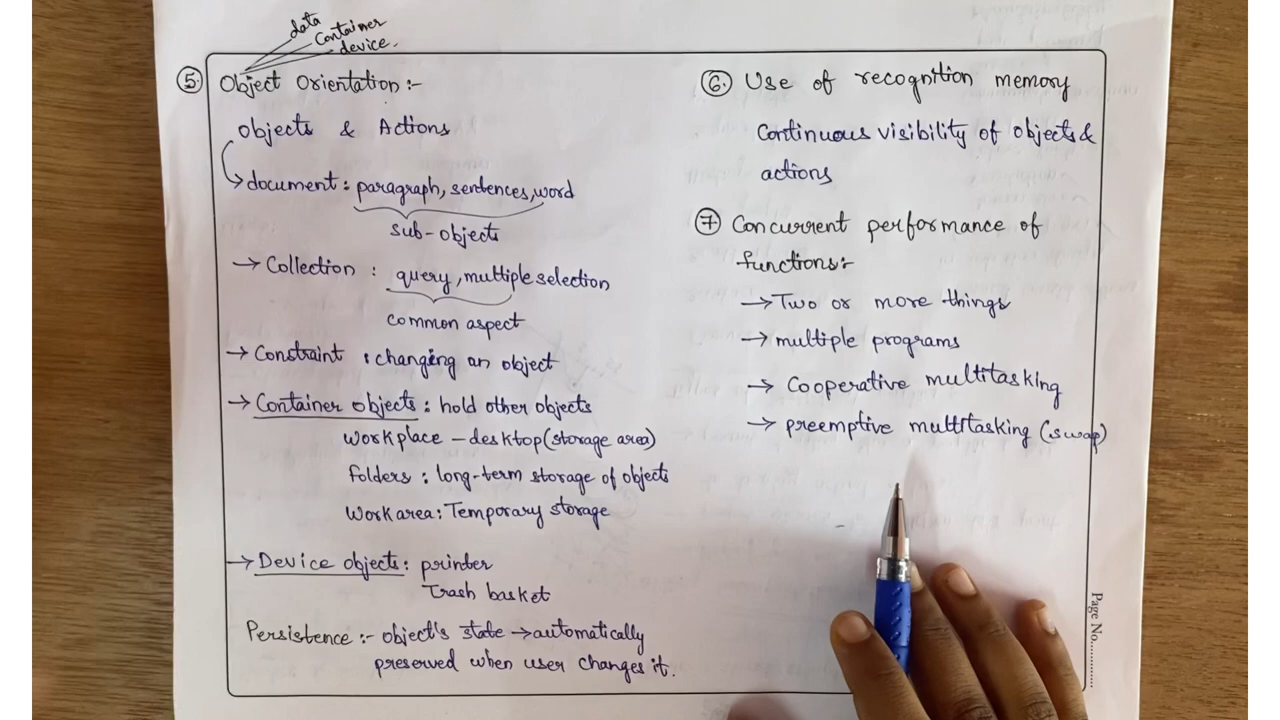 data
Container
device.
⑤ Object Orientation :-
Objects & Actions
→ document : paragraph, sentences, word
sub-objects
→ Collection : query, multiple selection
common aspect
→ Constraint : changing an object
→ Container objects : hold other objects
Workplace - desktop (storage area)
folders : long-term storage of objects
Workarea : Temporary storage
→ Device objects : printer
Trash basket
Persistence :- object's state → automatically
preserved when user changes it.
⑥ Use of recognition memory
Continuous visibility of objects &
actions
⑦ Concurrent performance of
functions :-
→ Two or more things
→ multiple programs
→ Cooperative multitasking
→ preemptive multitasking (swap)
Page No.............